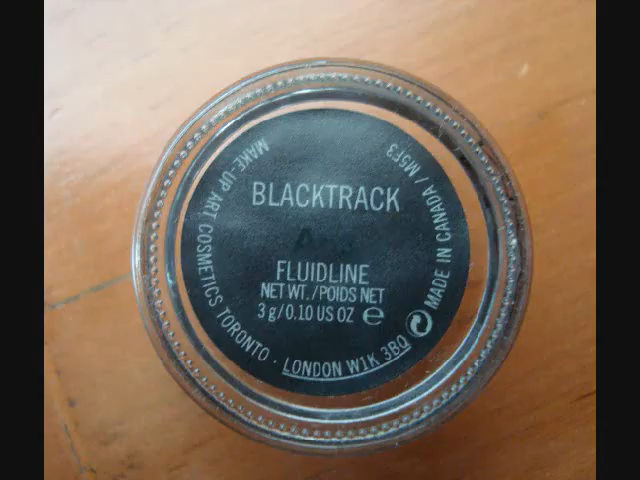 BLACKTRACK
FLUIDLINE
NET WT./POIDS NET
3 g/0.10 US OZ e
MAKE-UP ART COSMETICS TORONTO · LONDON W1K 3BQ
MADE IN CANADA / M5F3